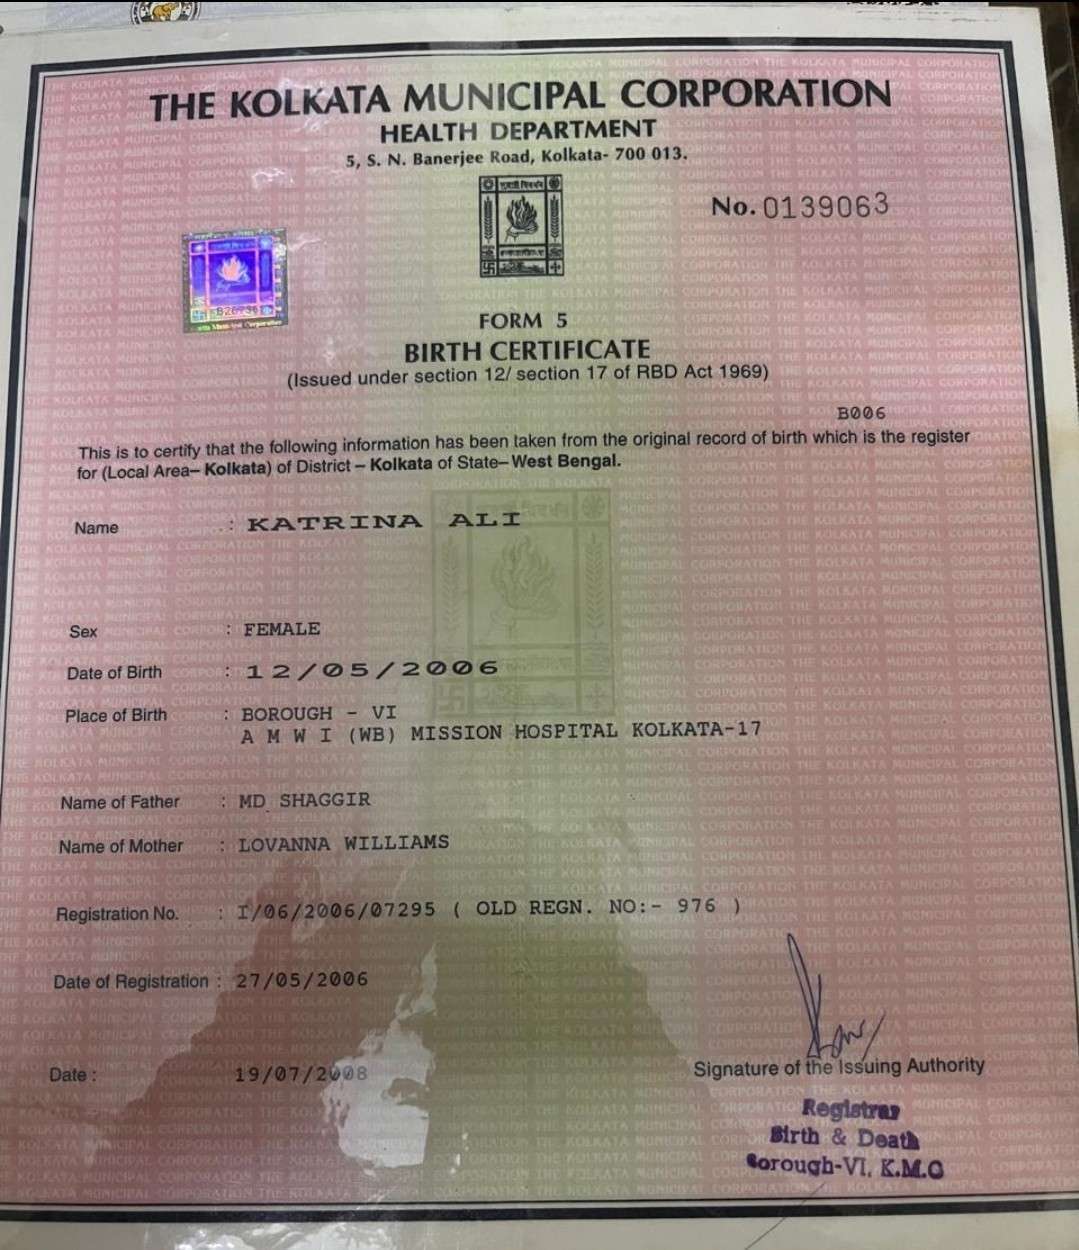 THE KOLKATA MUNICIPAL CORPORATION
HEALTH DEPARTMENT
5, S. N. Banerjee Road, Kolkata- 700 013.
No. 0139063
FORM 5
BIRTH CERTIFICATE
(Issued under section 12/ section 17 of RBD Act 1969)
B006
This is to certify that the following information has been taken from the original record of birth which is the register
for (Local Area– Kolkata) of District – Kolkata of State– West Bengal.
Name : KATRINA ALI
Sex : FEMALE
Date of Birth : 12/05/2006
Place of Birth : BOROUGH - VI
A M W I (WB) MISSION HOSPITAL KOLKATA-17
Name of Father : MD SHAGGIR
Name of Mother : LOVANNA WILLIAMS
Registration No. : I/06/2006/07295 ( OLD REGN. NO:- 976 )
Date of Registration : 27/05/2006
Date : 19/07/2008
Signature of the Issuing Authority
Registrar
Birth & Death
Borough-VI, K.M.C